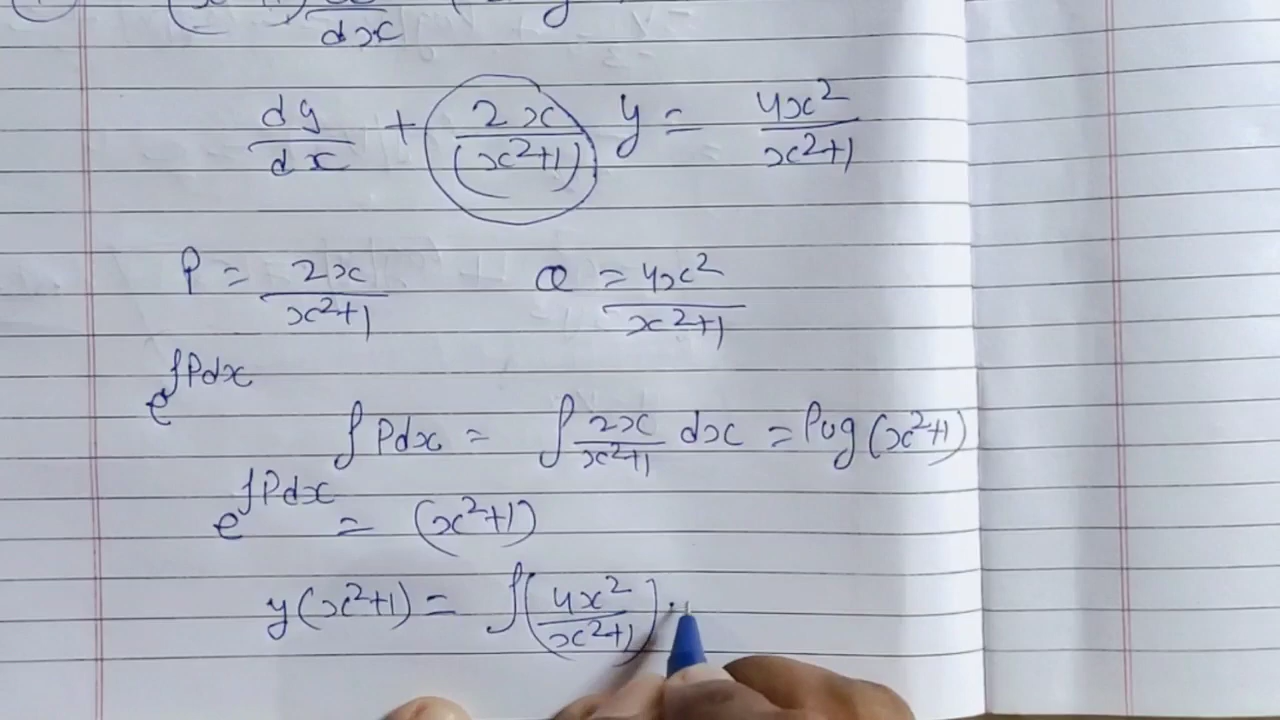 dx
dy/dx + 2x/(x²+1) y = 4x²/x²+1
P = 2x/x²+1 Q = 4x²/x²+1
e^∫Pdx
∫Pdx = ∫2x/x²+1 dx = log(x²+1)
e^∫Pdx = (x²+1)
y(x²+1) = ∫(4x²/x²+1).